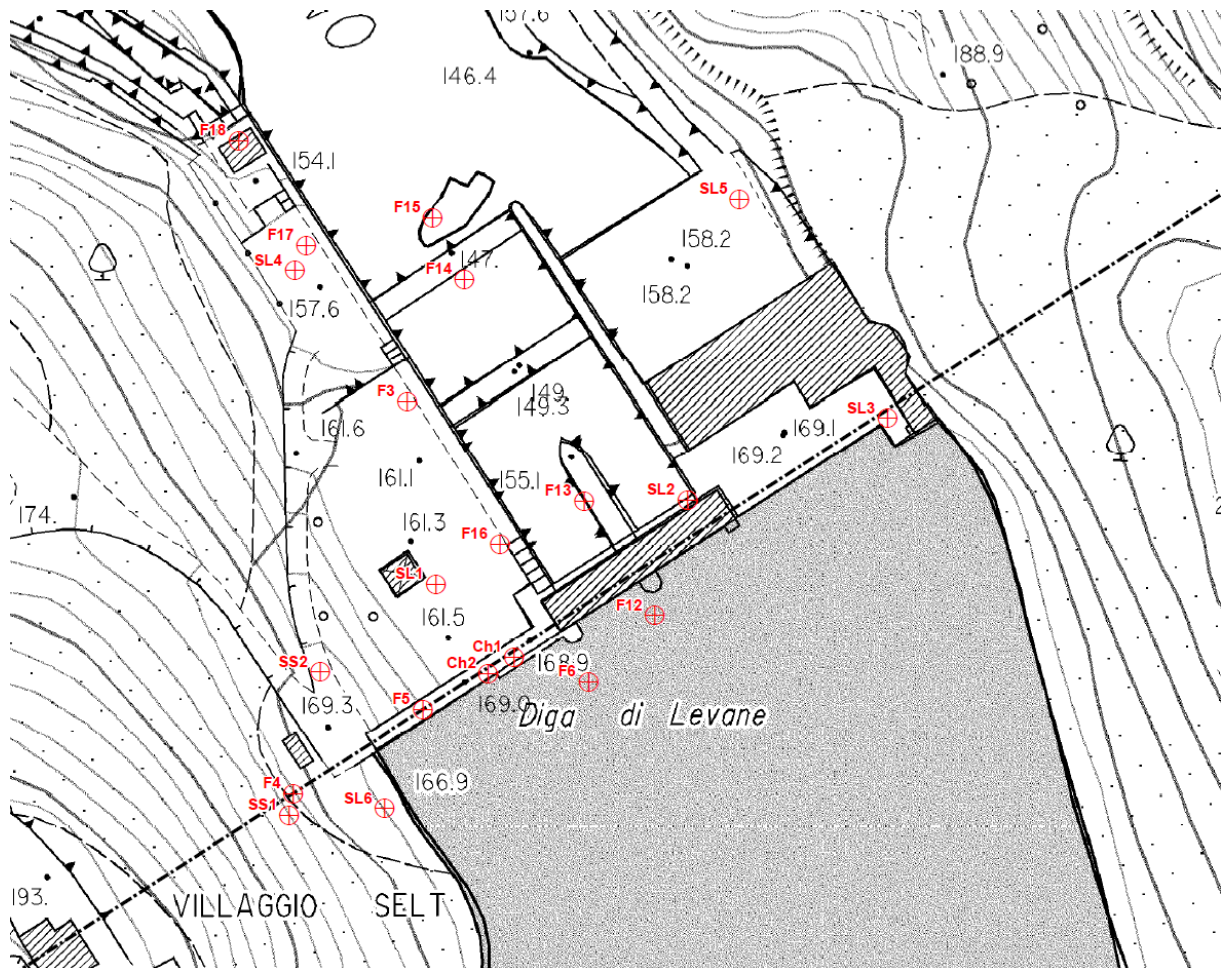 157.6
188.9
146.4
F18
154.1
SL5
F15
F17
158.2
SL4
F14
147.
157.6
158.2
F3
149.
149.3
SL3
161.6
169.1
161.1
169.2
155.1
SL2
F13
174.
161.3
F16
SL1
161.5
F12
Ch1
SS2
Ch2
168.9
F6
169.3
F5
169.0
Diga di Levane
166.9
F4
SL6
SS1
193.
VILLAGGIO SELT